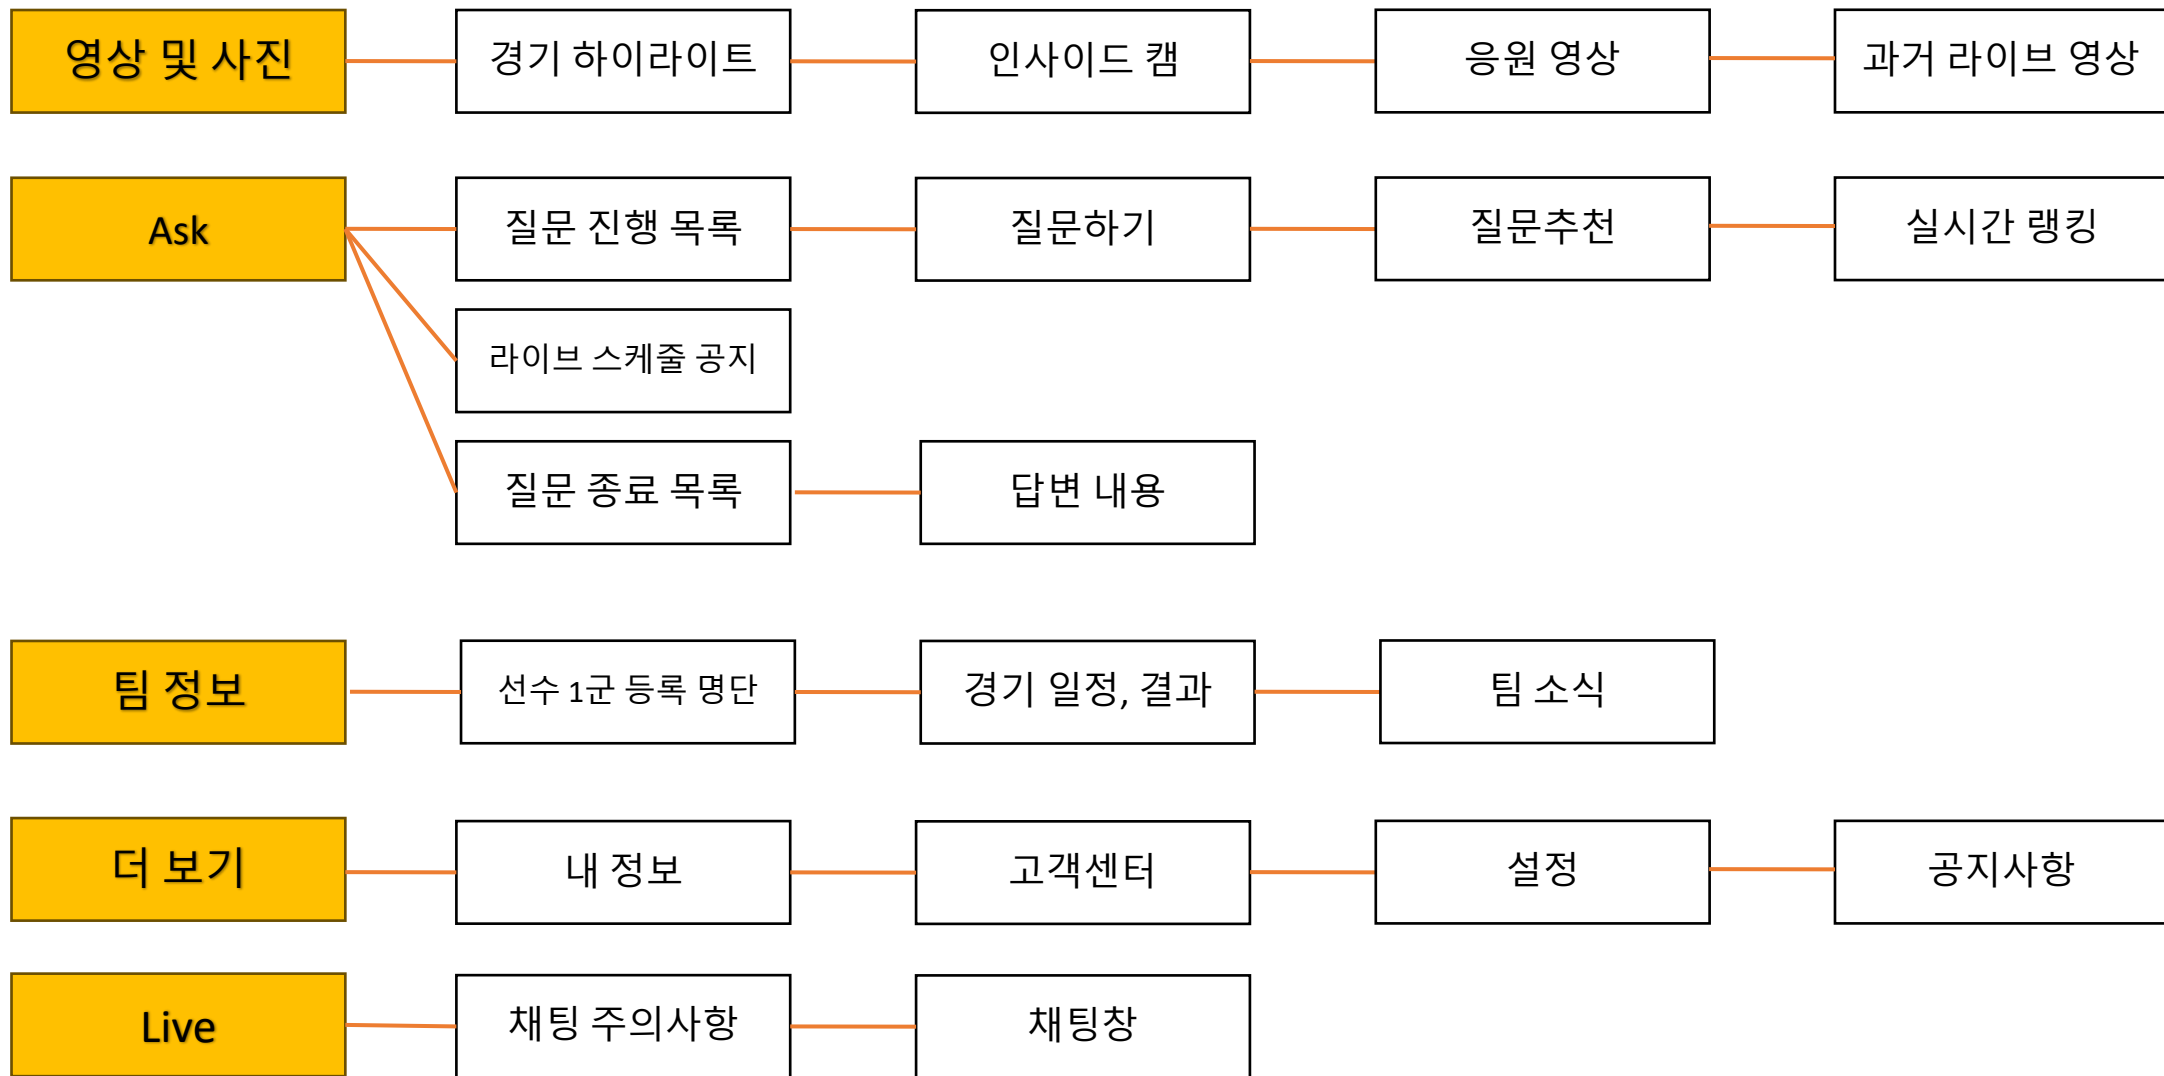 영상 및 사진
경기 하이라이트
인사이드 캠
응원 영상
과거 라이브 영상
Ask
질문 진행 목록
질문하기
질문추천
실시간 랭킹
라이브 스케줄 공지
질문 종료 목록
답변 내용
팀 정보
선수 1군 등록 명단
경기 일정, 결과
팀 소식
더 보기
내 정보
고객센터
설정
공지사항
Live
채팅 주의사항
채팅창